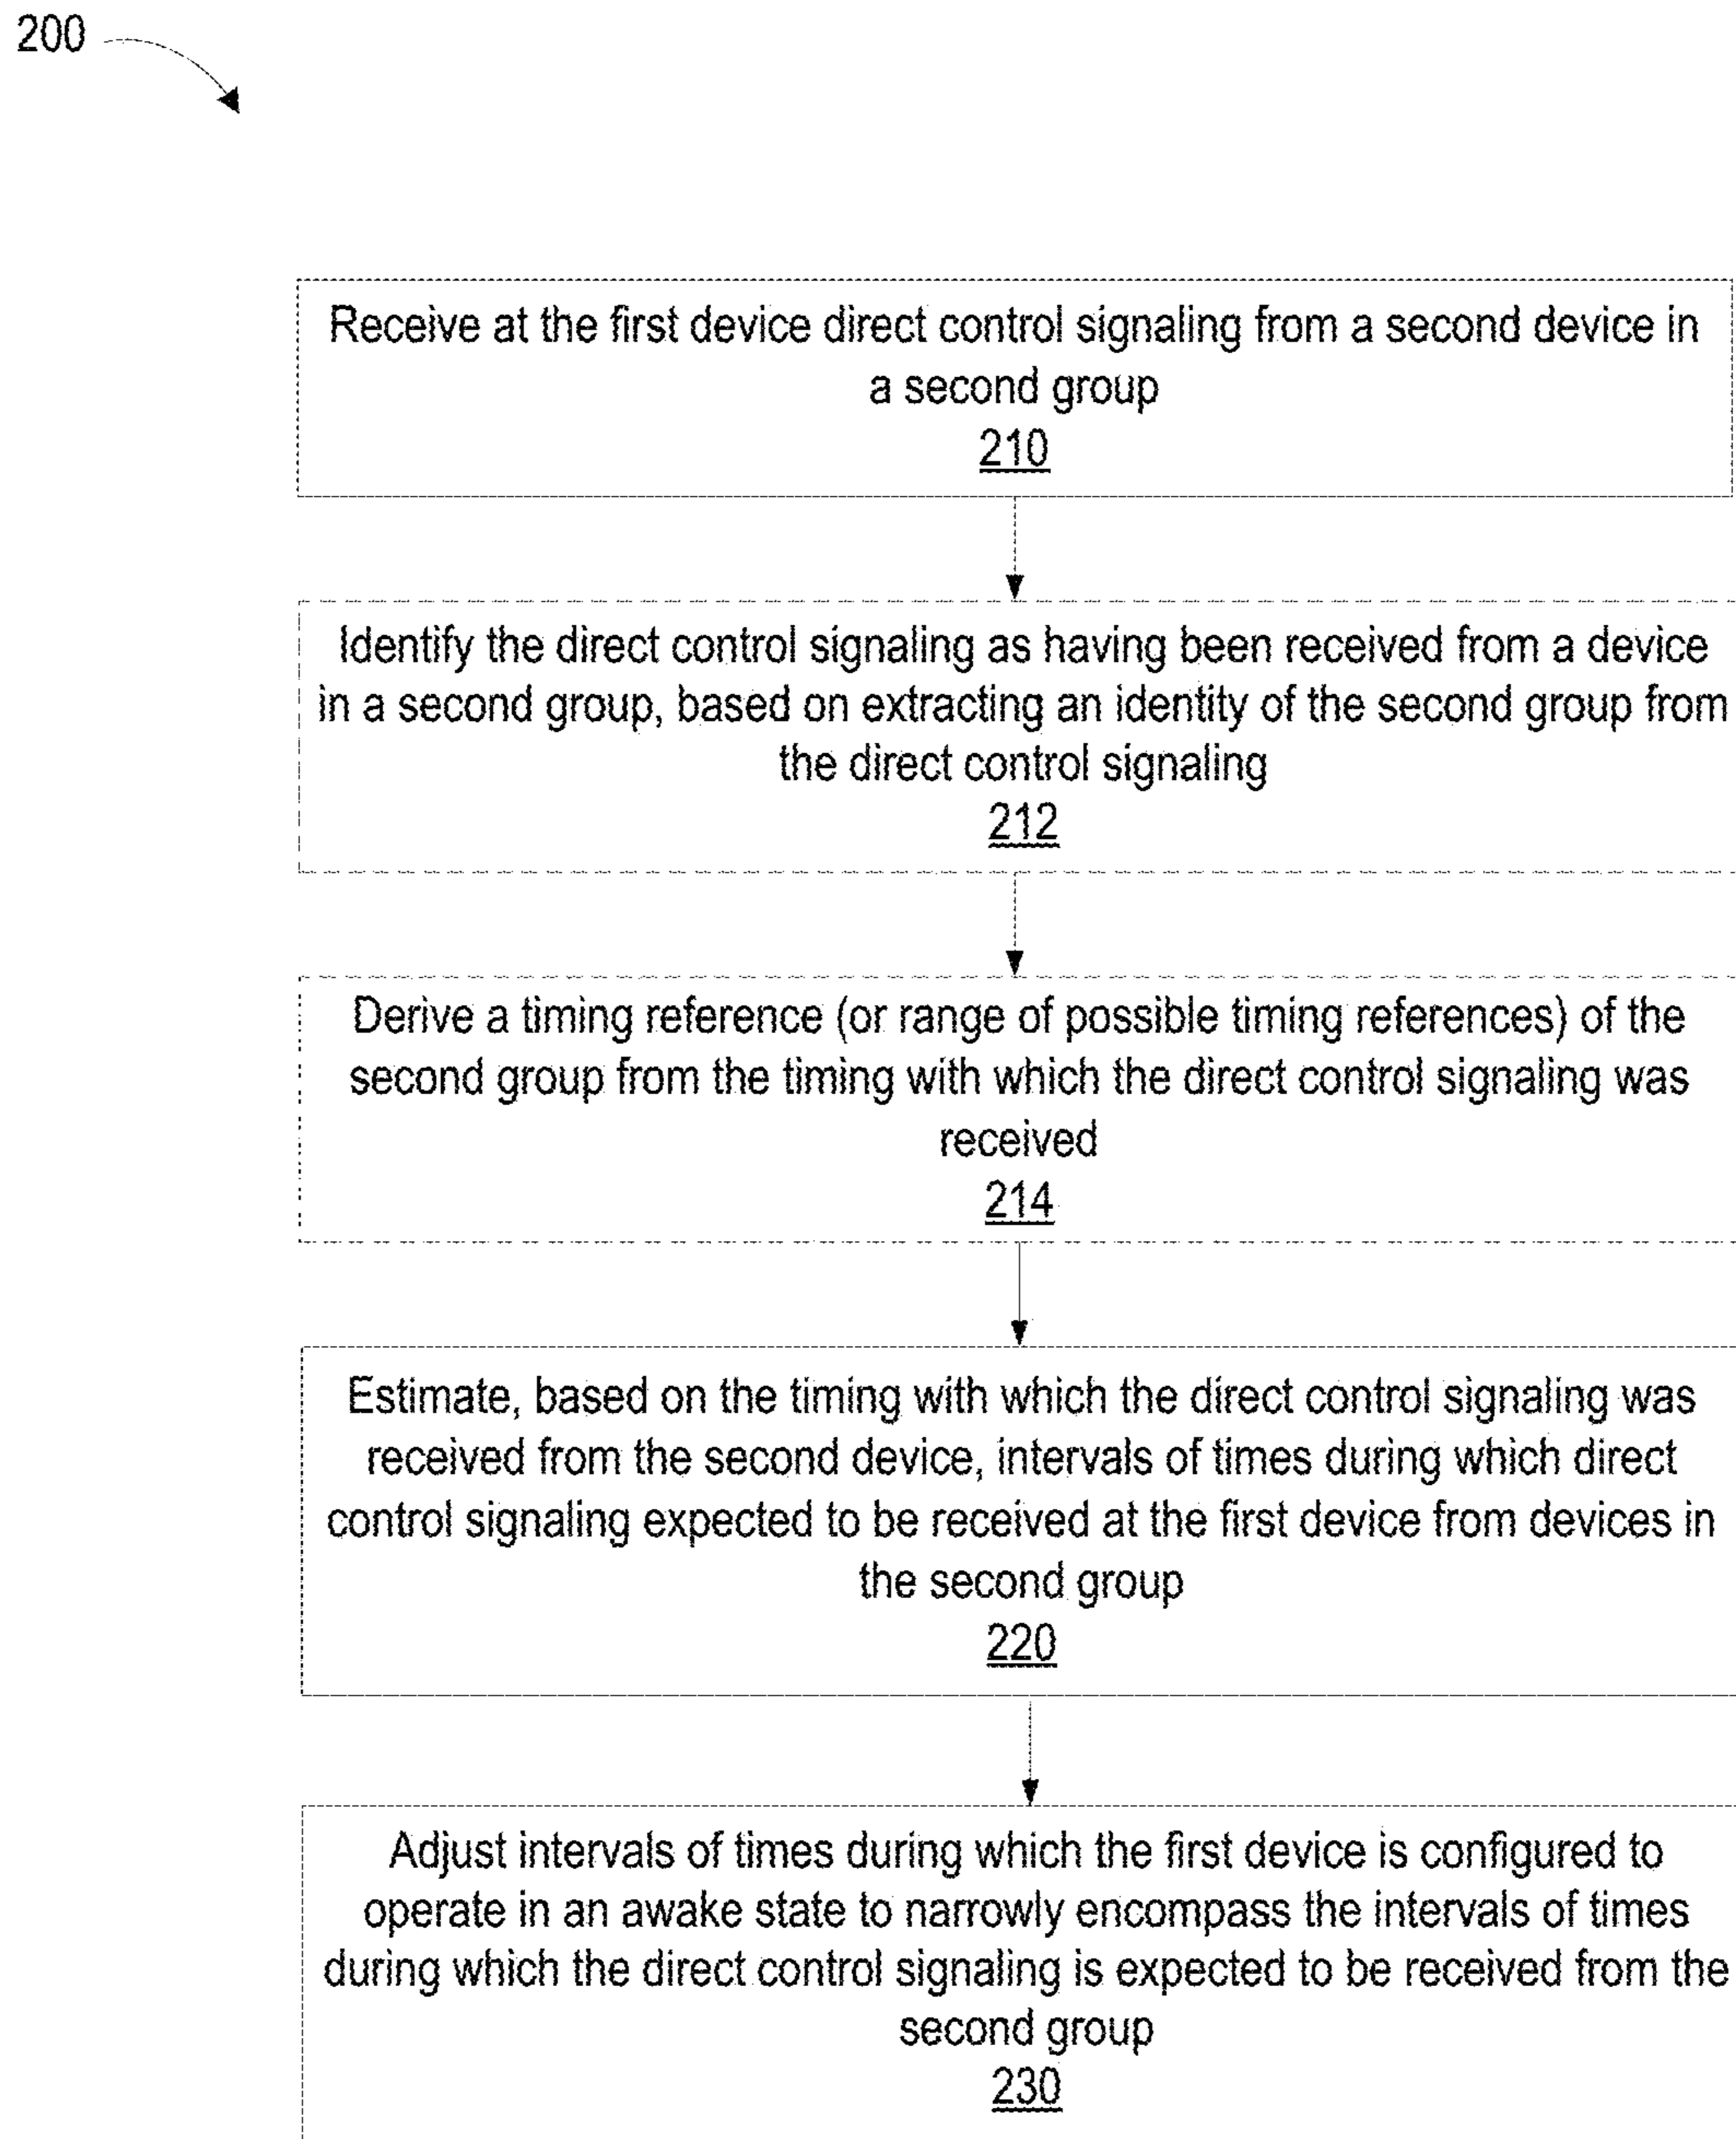 200
Receive at the first device direct control signaling from a second device in
a second group
210
Identify the direct control signaling as having been received from a device
in a second group, based on extracting an identity of the second group from
the direct control signaling
212
Derive a timing reference (or range of possible timing references) of the
second group from the timing with which the direct control signaling was
received
214
Estimate, based on the timing with which the direct control signaling was
received from the second device, intervals of times during which direct
control signaling expected to be received at the first device from devices in
the second group
220
Adjust intervals of times during which the first device is configured to
operate in an awake state to narrowly encompass the intervals of times
during which the direct control signaling is expected to be received from the
second group
230